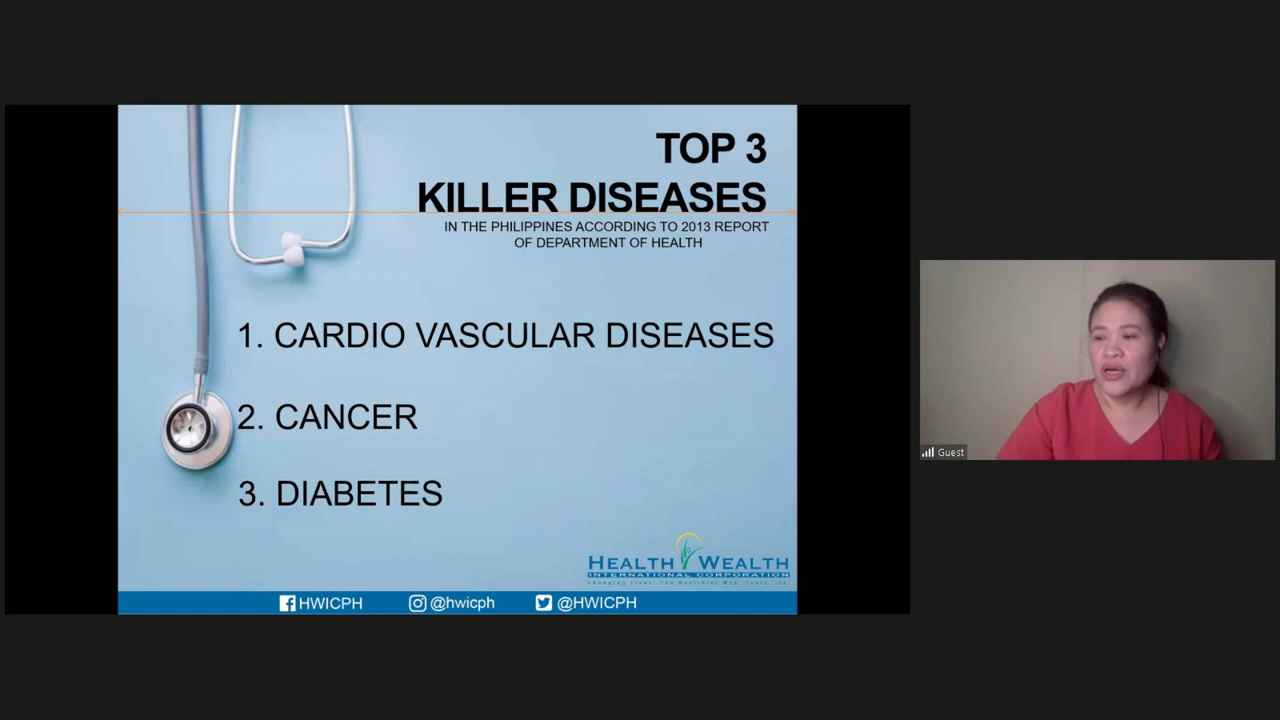 TOP 3
KILLER DISEASES
IN THE PHILIPPINES ACCORDING TO 2013 REPORT
OF DEPARTMENT OF HEALTH
1. CARDIO VASCULAR DISEASES
2. CANCER
3. DIABETES
HEALTH WEALTH
INTERNATIONAL CORPORATION
HWICPH @hwicph @HWICPH
Guest